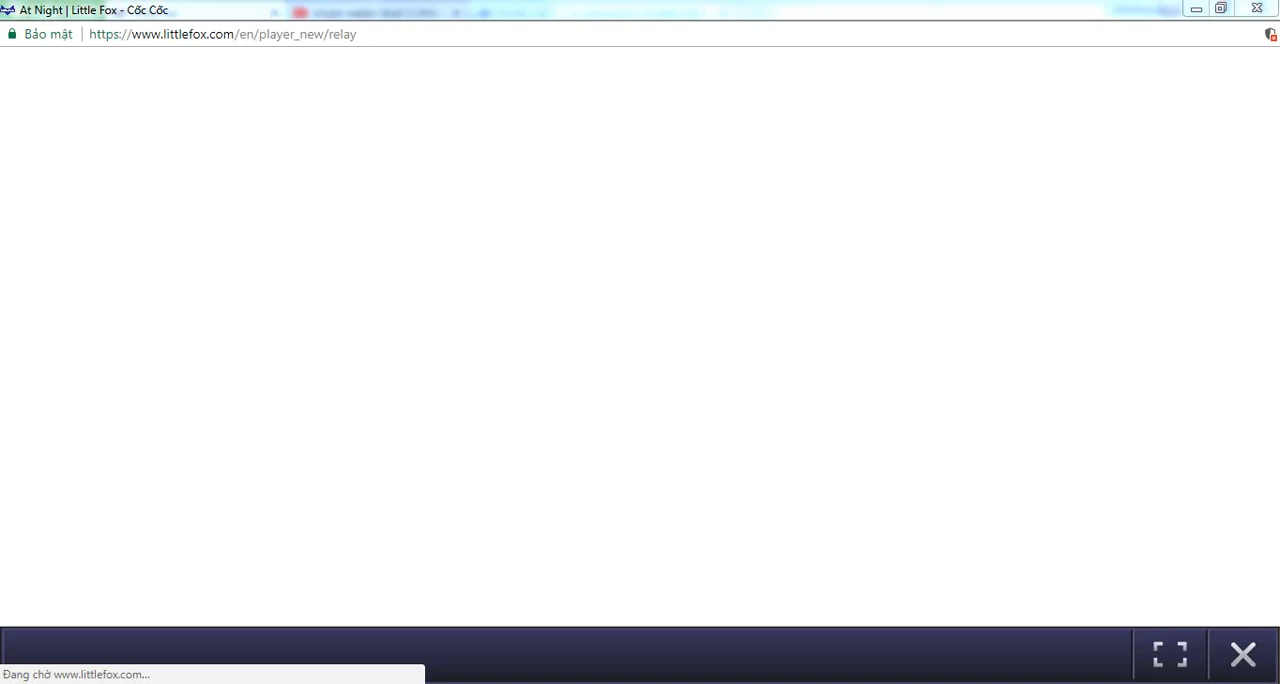 At Night | Little Fox - Cốc Cốc
Bảo mật | https://www.littlefox.com/en/player_new/relay
Đang chờ www.littlefox.com...